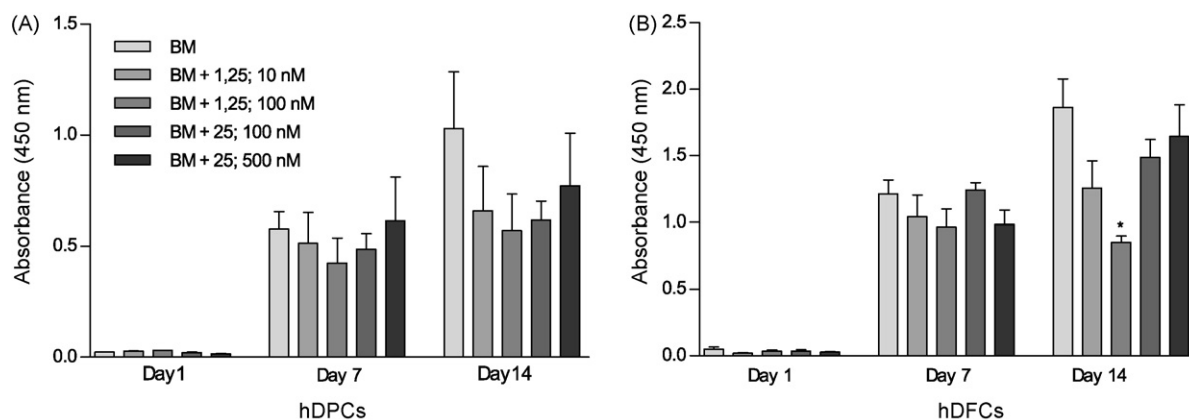 (A)
Absorbance (450 nm)
1.5
1.0
0.5
0.0
BM
BM + 1,25; 10 nM
BM + 1,25; 100 nM
BM + 25; 100 nM
BM + 25; 500 nM
Day1
Day 7
Day14
hDPCs
(B)
Absorbance (450 nm)
2.5
2.0
1.5
1.0
0.5
0.0
*
Day 1
Day 7
Day 14
hDFCs